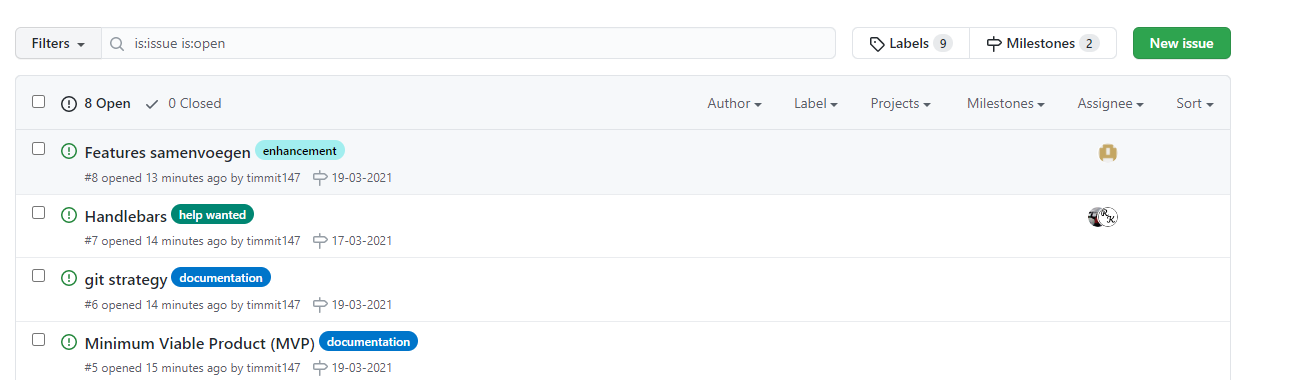 Filters is:issue is:open Labels 9 Milestones 2 New issue
8 Open 0 Closed Author Label Projects Milestones Assignee Sort
Features samenvoegen enhancement
#8 opened 13 minutes ago by timmit147 19-03-2021
Handlebars help wanted
#7 opened 14 minutes ago by timmit147 17-03-2021
RK
git strategy documentation
#6 opened 14 minutes ago by timmit147 19-03-2021
Minimum Viable Product (MVP) documentation
#5 opened 15 minutes ago by timmit147 19-03-2021